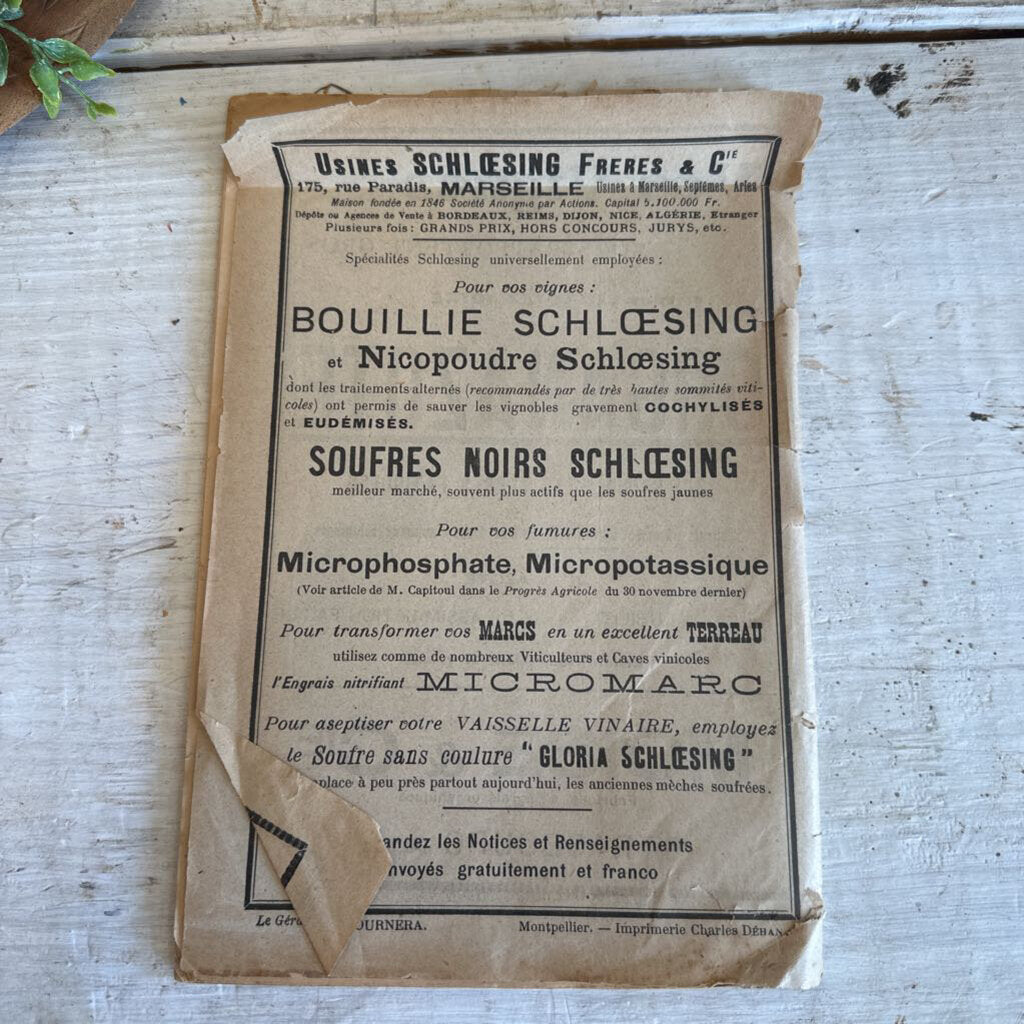 USINES SCHLŒSING FRERES & Cie
175, rue Paradis, MARSEILLE Usines à Marseille, Septèmes, Arles
Maison fondée en 1846 Société Anonyme par Actions. Capital 5.100.000 Fr.
Dépôts ou Agences de Vente à BORDEAUX, REIMS, DIJON, NICE, ALGÉRIE, Etranger
Plusieurs fois : GRANDS PRIX, HORS CONCOURS, JURYS, etc.
Spécialités Schlœsing universellement employées :
Pour vos vignes :
BOUILLIE SCHLŒSING
et Nicopoudre Schlœsing
dont les traitements alternés (recommandés par de très hautes sommités viti-
coles) ont permis de sauver les vignobles gravement COCHYLISÉS
et EUDÉMISÉS.
SOUFRES NOIRS SCHLŒSING
meilleur marché, souvent plus actifs que les soufres jaunes
Pour vos fumures :
Microphosphate, Micropotassique
(Voir article de M. Capitoul dans le Progrès Agricole du 30 novembre dernier)
Pour transformer vos MARCS en un excellent TERREAU
utilisez comme de nombreux Viticulteurs et Caves vinicoles
l'Engrais nitrifiant MICROMARC
Pour aseptiser votre VAISSELLE VINAIRE, employez
le Soufre sans coulure "GLORIA SCHLŒSING"
place à peu près partout aujourd'hui, les anciennes mèches soufrées.
andez les Notices et Renseignements
nvoyés gratuitement et franco
Le Géra OURNERA. Montpellier. — Imprimerie Charles DÉHAN